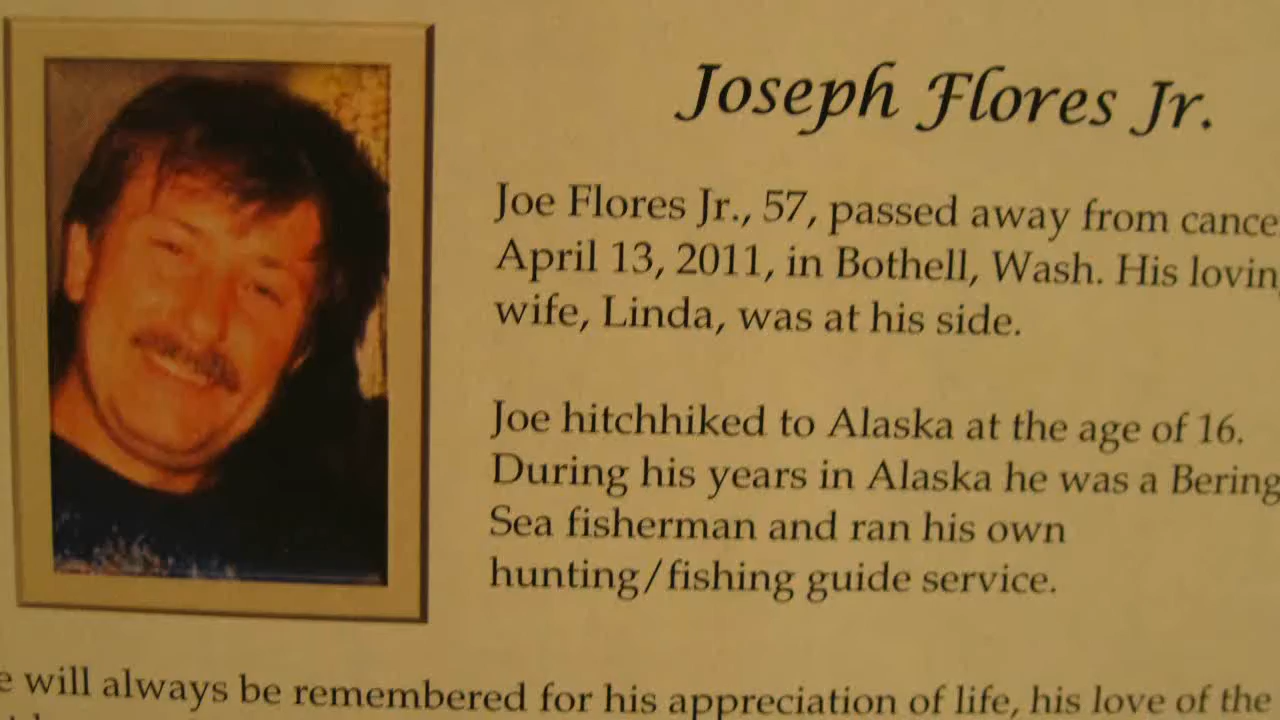 Joseph Flores Jr.
Joe Flores Jr., 57, passed away from
April 13, 2011, in Bothell, Wash. His
wife, Linda, was at his side.
Joe hitchhiked to Alaska at the age of 16.
During his years in Alaska he was a Bering
Sea fisherman and ran his own
hunting/fishing guide service.
will always be remembered for his appreciation of life, his love of the